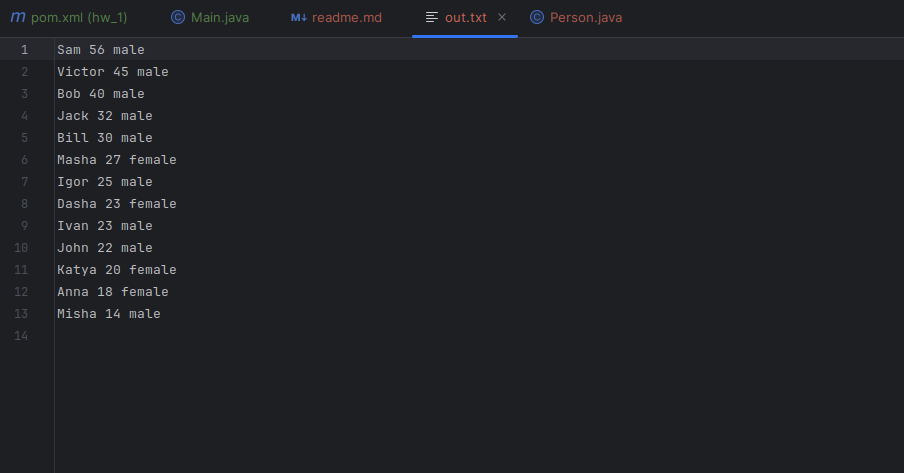 m pom.xml (hw_1) C Main.java M↓ readme.md out.txt × C Person.java
1 Sam 56 male
2 Victor 45 male
3 Bob 40 male
4 Jack 32 male
5 Bill 30 male
6 Masha 27 female
7 Igor 25 male
8 Dasha 23 female
9 Ivan 23 male
10 John 22 male
11 Katya 20 female
12 Anna 18 female
13 Misha 14 male
14